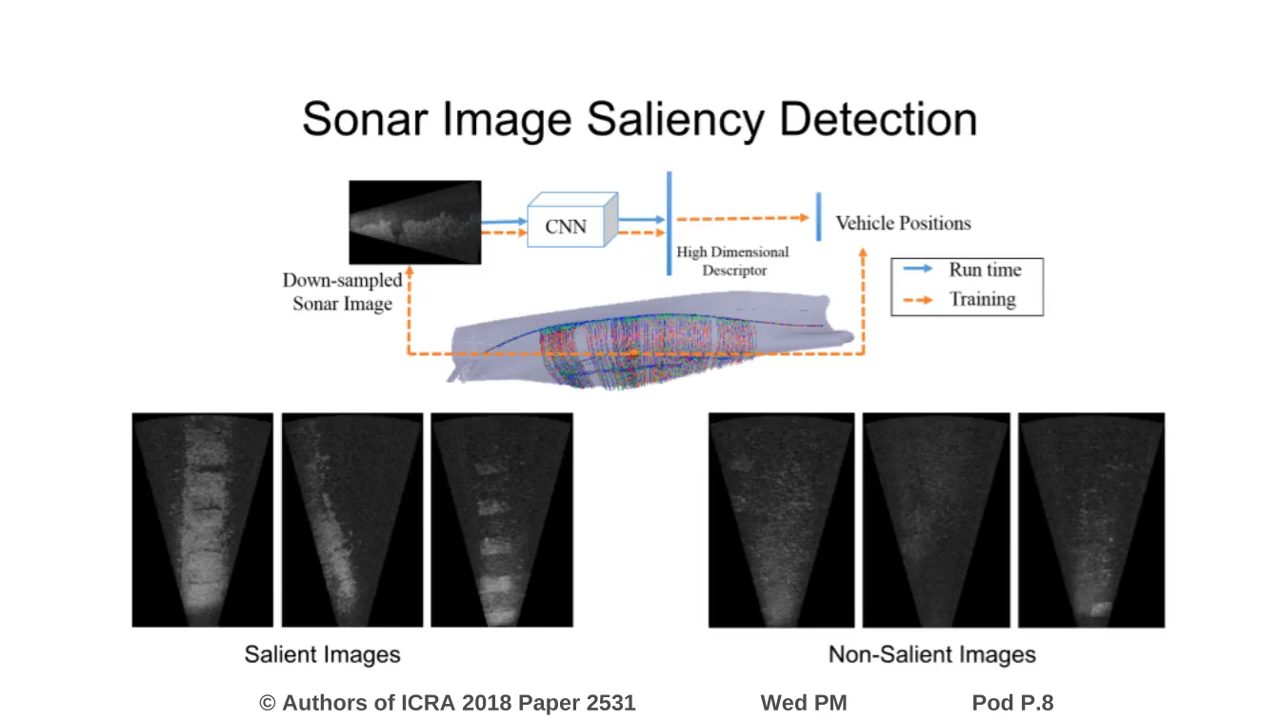 Sonar Image Saliency Detection
CNN
Vehicle Positions
High Dimensional
Descriptor
Down-sampled
Sonar Image
Run time
Training
Salient Images
Non-Salient Images
© Authors of ICRA 2018 Paper 2531 Wed PM Pod P.8